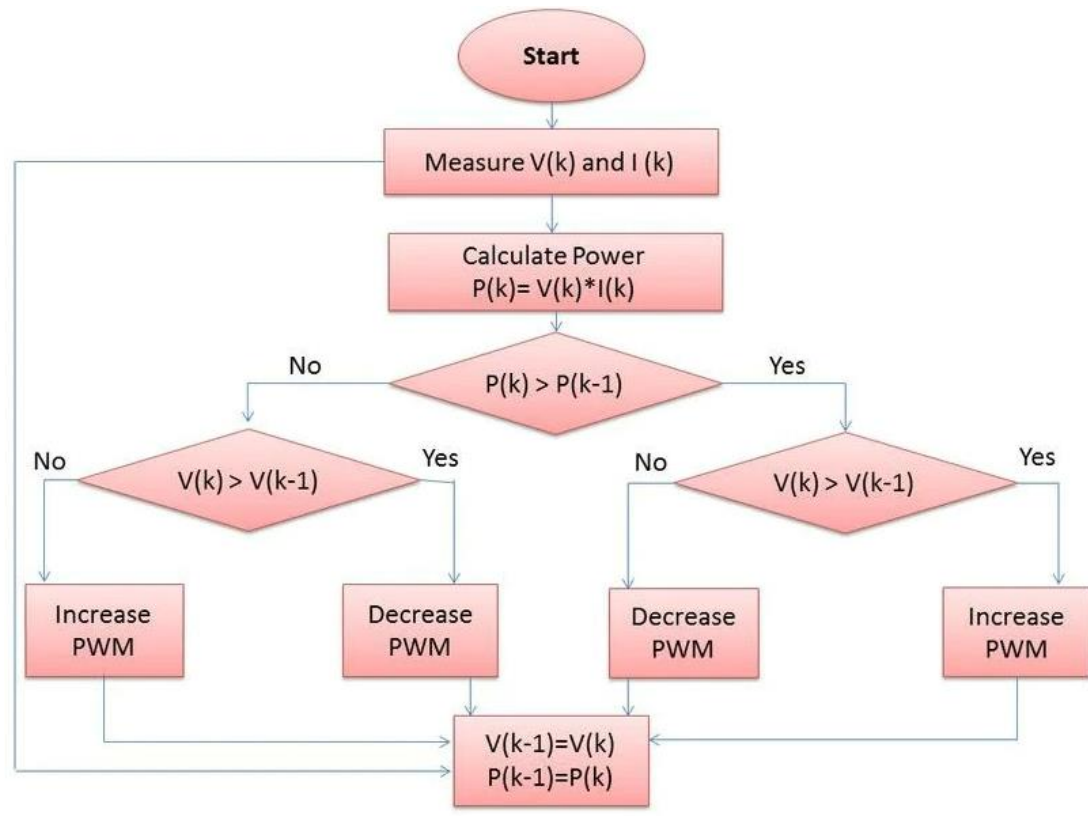 Start
Measure V(k) and I (k)
Calculate Power
P(k)= V(k)*I(k)
No
Yes
P(k) > P(k-1)
No
Yes
V(k) > V(k-1)
No
Yes
V(k) > V(k-1)
Increase
PWM
Decrease
PWM
Decrease
PWM
Increase
PWM
V(k-1)=V(k)
P(k-1)=P(k)